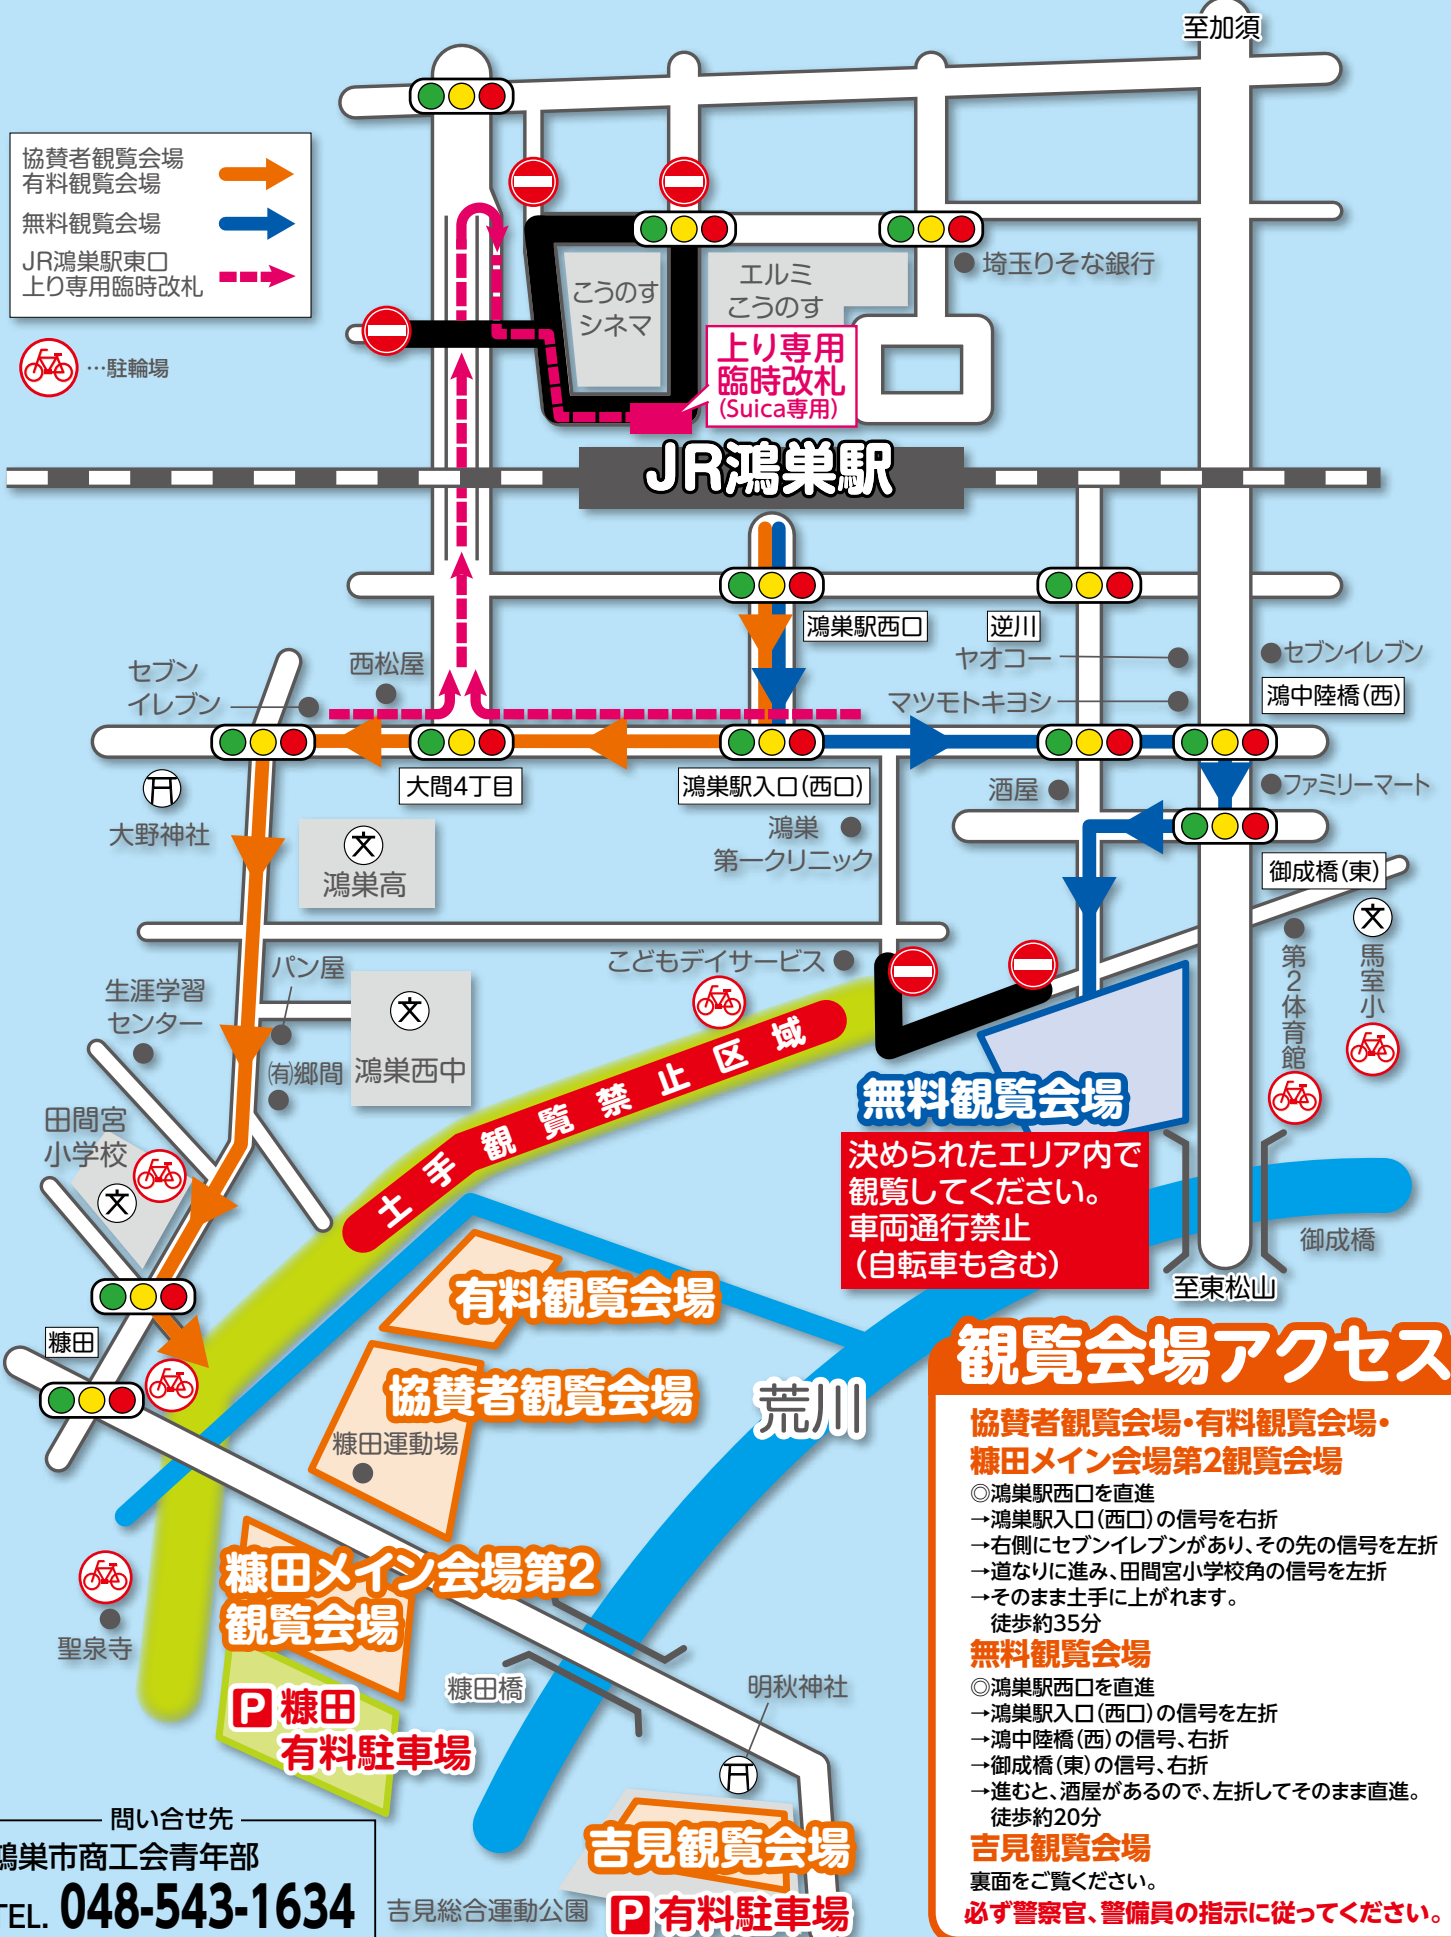 至加須
協賛者観覧会場
有料観覧会場
無料観覧会場
JR鴻巣駅東口
上り専用臨時改札
…駐輪場
こうのす
シネマ
エルミ
こうのす
埼玉りそな銀行
上り専用
臨時改札
(Suica専用)
JR鴻巣駅
鴻巣駅西口
逆川
セブン
イレブン
西松屋
ヤオコー
マツモトキヨシ
セブンイレブン
鴻中陸橋(西)
大間4丁目
鴻巣駅入口(西口)
酒屋
ファミリーマート
大野神社
文
鴻巣高
鴻巣
第一クリニック
御成橋(東)
文
馬室小
第2体育館
こどもデイサービス
パン屋
生涯学習
センター
文
鴻巣西中
㈲郷間
田間宮
小学校
文
土手観覧禁止区域
無料観覧会場
決められたエリア内で
観覧してください。
車両通行禁止
(自転車も含む)
御成橋
至東松山
有料観覧会場
糠田
協賛者観覧会場
糠田運動場
荒川
糠田メイン会場第2
観覧会場
聖泉寺
P 糠田
有料駐車場
糠田橋
明秋神社
吉見観覧会場
吉見総合運動公園
P 有料駐車場
問い合せ先
鴻巣市商工会青年部
TEL. 048-543-1634
観覧会場アクセス
協賛者観覧会場・有料観覧会場・
糠田メイン会場第2観覧会場
◎鴻巣駅西口を直進
→鴻巣駅入口(西口)の信号を右折
→右側にセブンイレブンがあり、その先の信号を左折
→道なりに進み、田間宮小学校角の信号を左折
→そのまま土手に上がれます。
徒歩約35分
無料観覧会場
◎鴻巣駅西口を直進
→鴻巣駅入口(西口)の信号を左折
→鴻中陸橋(西)の信号、右折
→御成橋(東)の信号、右折
→進むと、酒屋があるので、左折してそのまま直進。
徒歩約20分
吉見観覧会場
裏面をご覧ください。
必ず警察官、警備員の指示に従ってください。